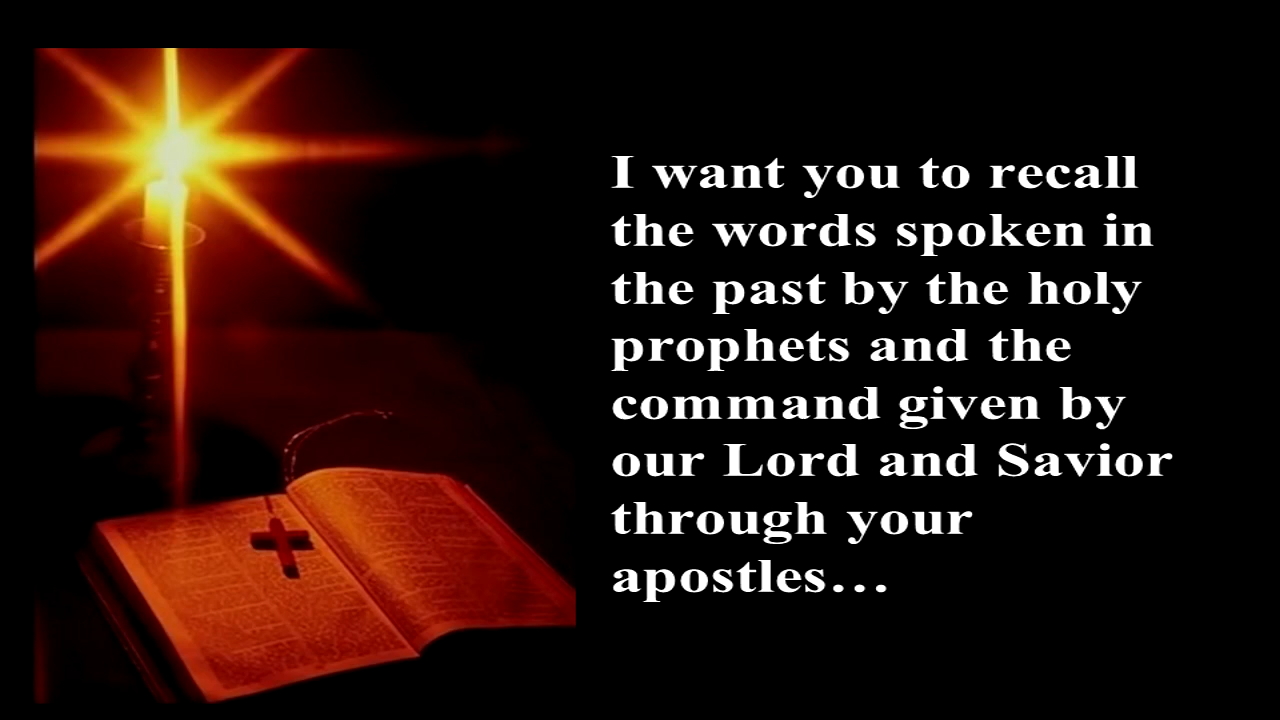 I want you to recall
the words spoken in
the past by the holy
prophets and the
command given by
our Lord and Savior
through your
apostles…